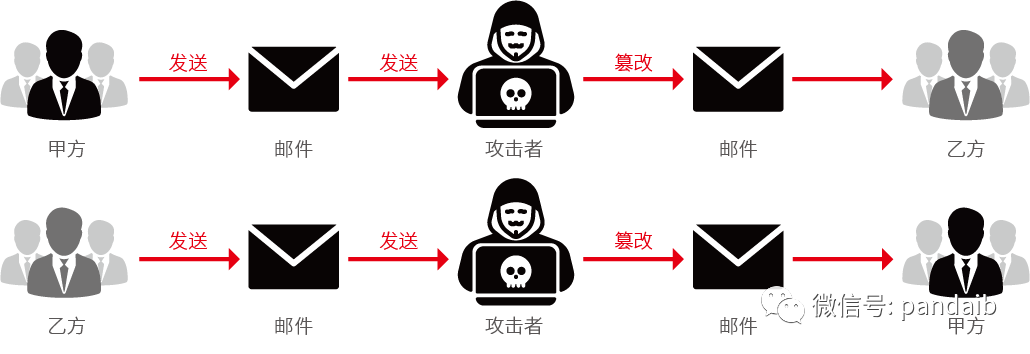 发送 发送 篡改
甲方 邮件 攻击者 邮件 乙方
发送 发送 篡改
微信号: pandaib
乙方 邮件 攻击者 邮件 甲方